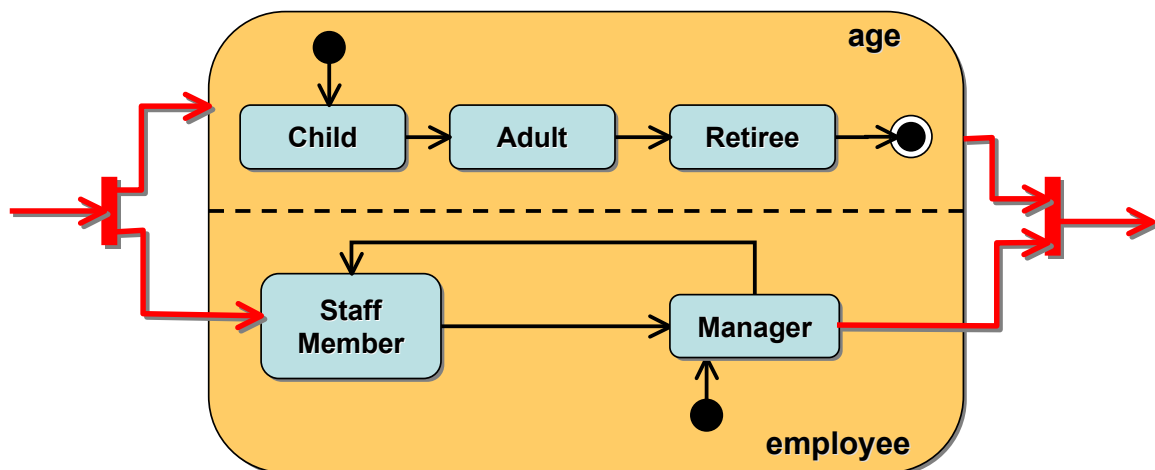 age
Child
Adult
Retiree
Staff
Member
Manager
employee